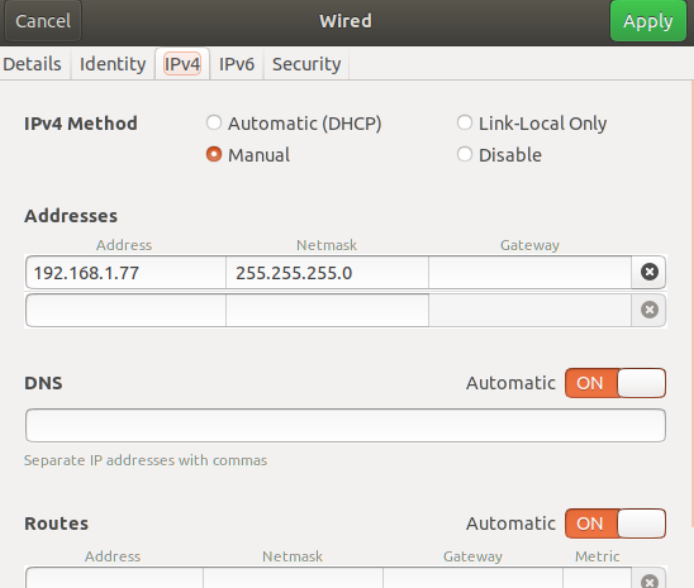 Cancel Wired Apply
Details Identity IPv4 IPv6 Security
IPv4 Method Automatic (DHCP) Link-Local Only
Manual Disable
Addresses
Address Netmask Gateway
192.168.1.77 255.255.255.0
DNS Automatic ON
Separate IP addresses with commas
Routes Automatic ON
Address Netmask Gateway Metric